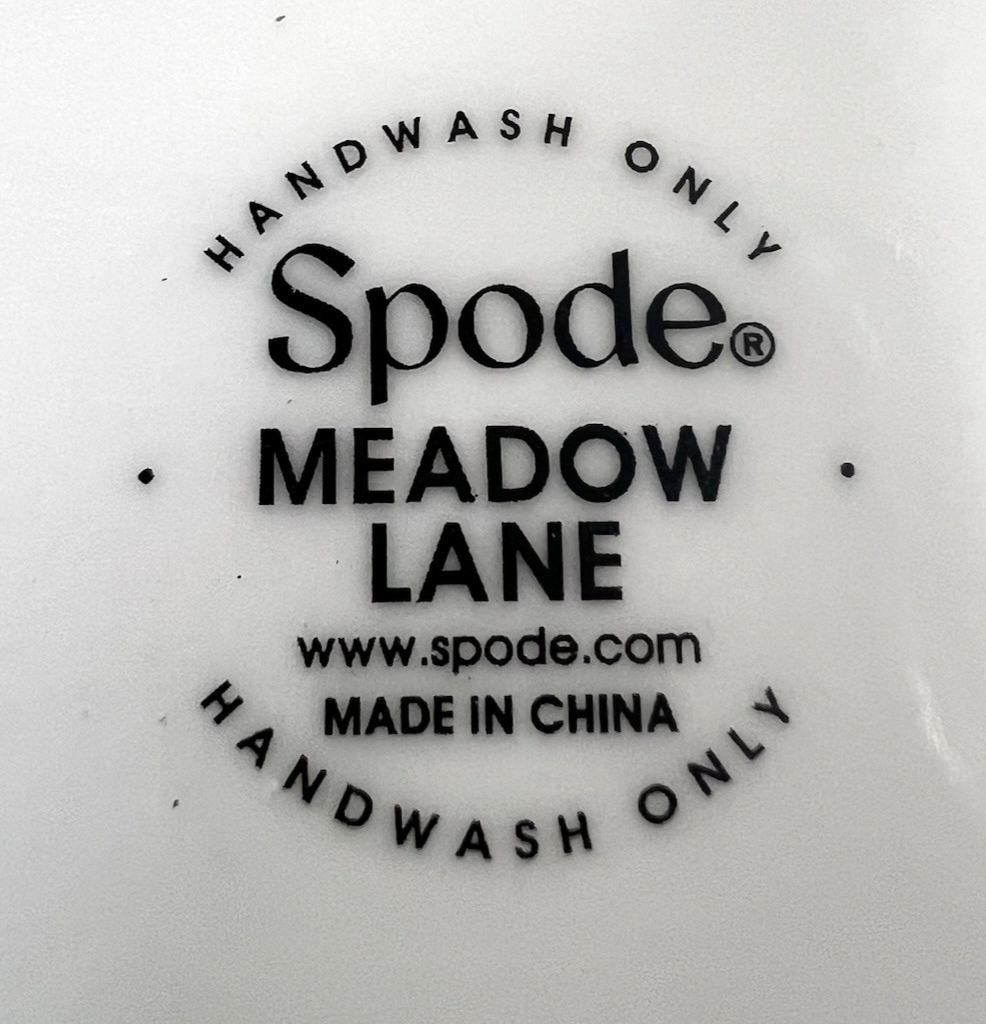 HANDWASH ONLY
Spode®
MEADOW
LANE
www.spode.com
MADE IN CHINA
HANDWASH ONLY